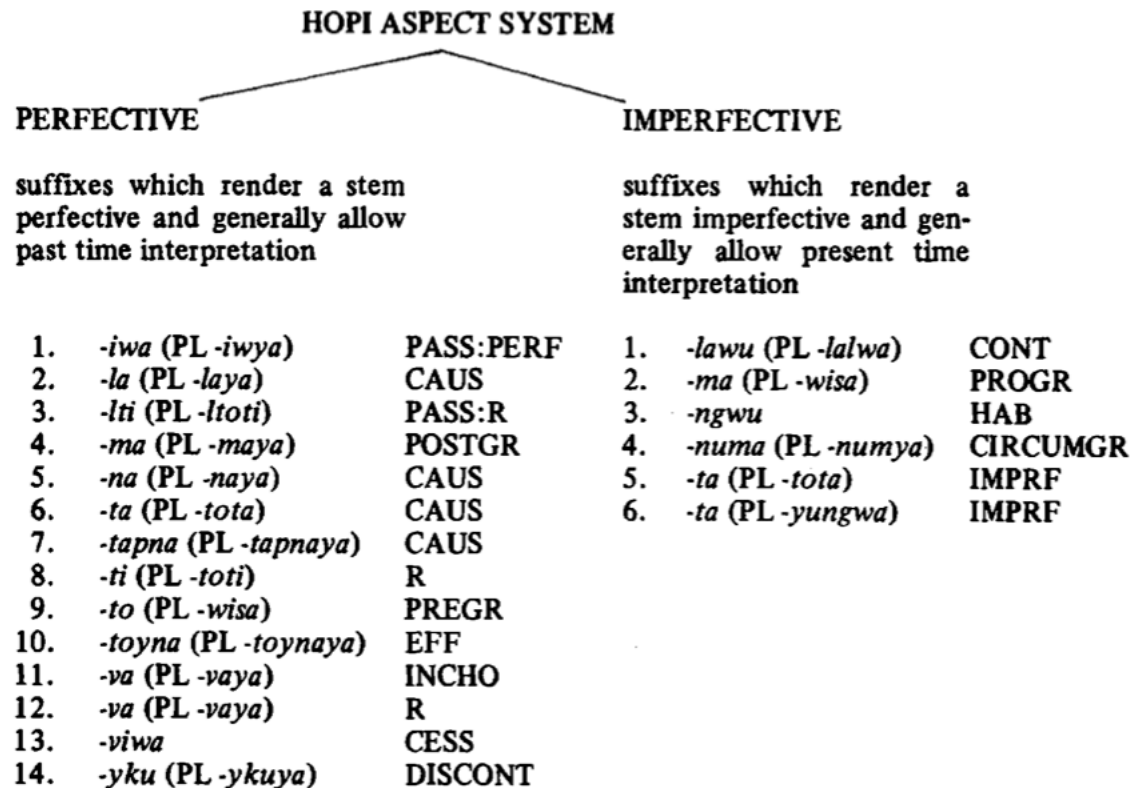 HOPI ASPECT SYSTEM
PERFECTIVE
suffixes which render a stem
perfective and generally allow
past time interpretation
1. -iwa (PL -iwya) PASS:PERF
2. -la (PL -laya) CAUS
3. -lti (PL -ltoti) PASS:R
4. -ma (PL -maya) POSTGR
5. -na (PL -naya) CAUS
6. -ta (PL -tota) CAUS
7. -tapna (PL -tapnaya) CAUS
8. -ti (PL -toti) R
9. -to (PL -wisa) PREGR
10. -toyna (PL -toynaya) EFF
11. -va (PL -vaya) INCHO
12. -va (PL -vaya) R
13. -viwa CESS
14. -yku (PL -ykuya) DISCONT
IMPERFECTIVE
suffixes which render a
stem imperfective and gen-
erally allow present time
interpretation
1. -lawu (PL -lalwa) CONT
2. -ma (PL -wisa) PROGR
3. -ngwu HAB
4. -numa (PL -numya) CIRCUMGR
5. -ta (PL -tota) IMPRF
6. -ta (PL -yungwa) IMPRF